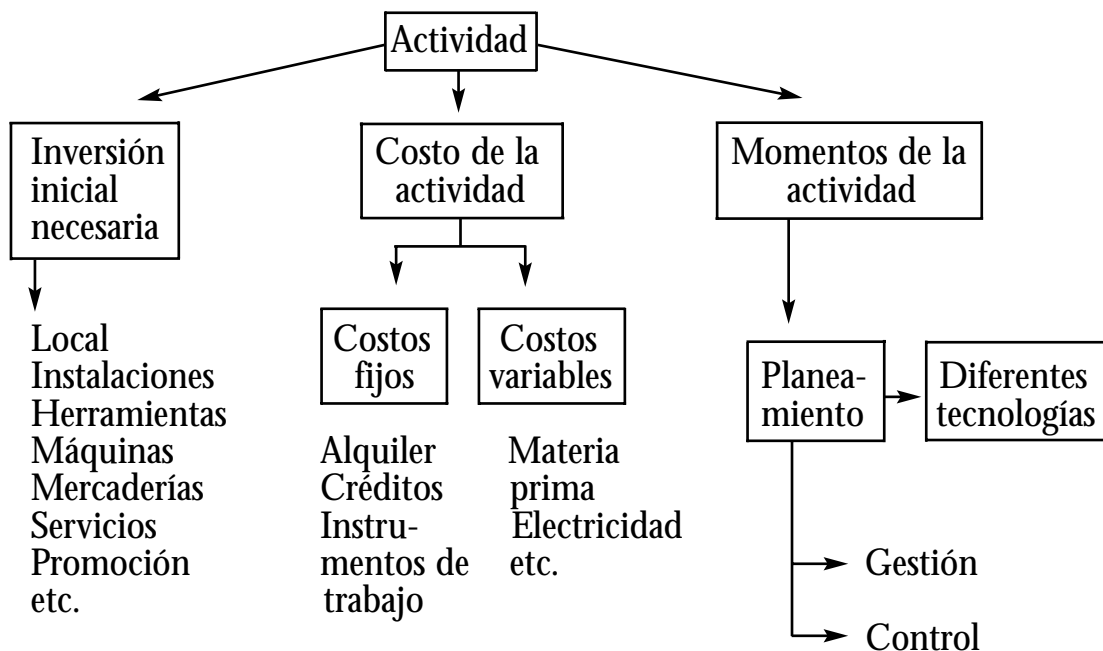 Actividad
Inversión
inicial
necesaria
Costo de la
actividad
Momentos de la
actividad
Local
Instalaciones
Herramientas
Máquinas
Mercaderías
Servicios
Promoción
etc.
Costos
fijos
Costos
variables
Alquiler
Créditos
Instru-
mentos de
trabajo
Materia
prima
Electricidad
etc.
Planea-
miento
Diferentes
tecnologías
Gestión
Control